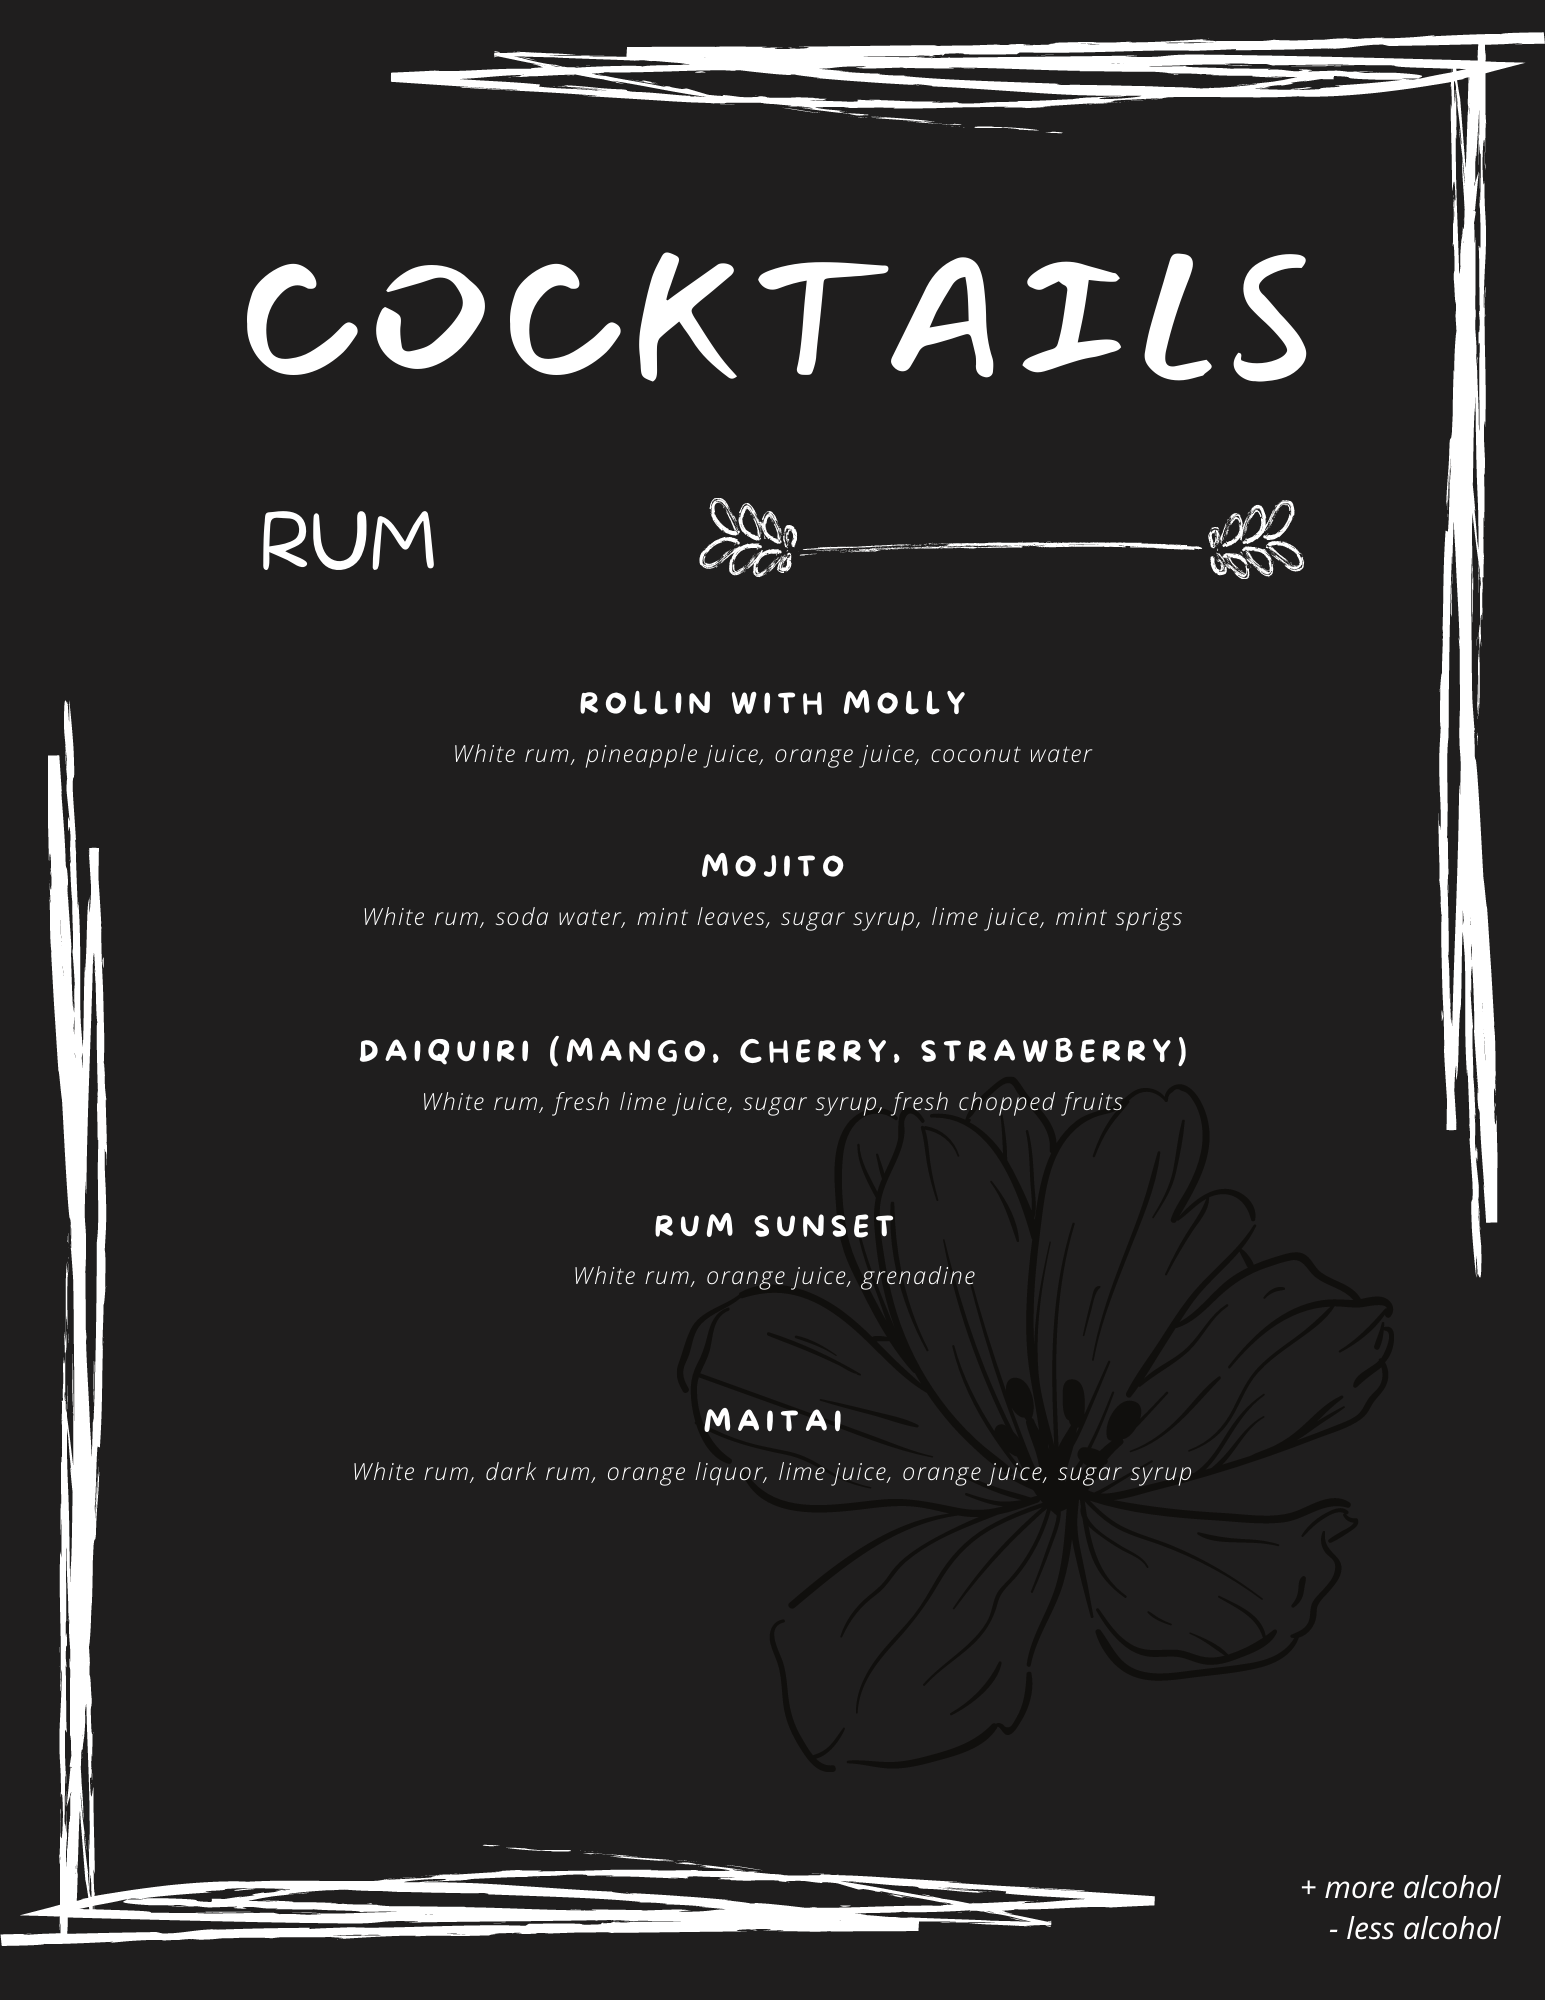 COCKTAILS
RUM
ROLLIN WITH MOLLY
White rum, pineapple juice, orange juice, coconut water
MOJITO
White rum, soda water, mint leaves, sugar syrup, lime juice, mint sprigs
DAIQUIRI (MANGO, CHERRY, STRAWBERRY)
White rum, fresh lime juice, sugar syrup, fresh chopped fruits
RUM SUNSET
White rum, orange juice, grenadine
MAITAI
White rum, dark rum, orange liquor, lime juice, orange juice, sugar syrup
+ more alcohol
- less alcohol